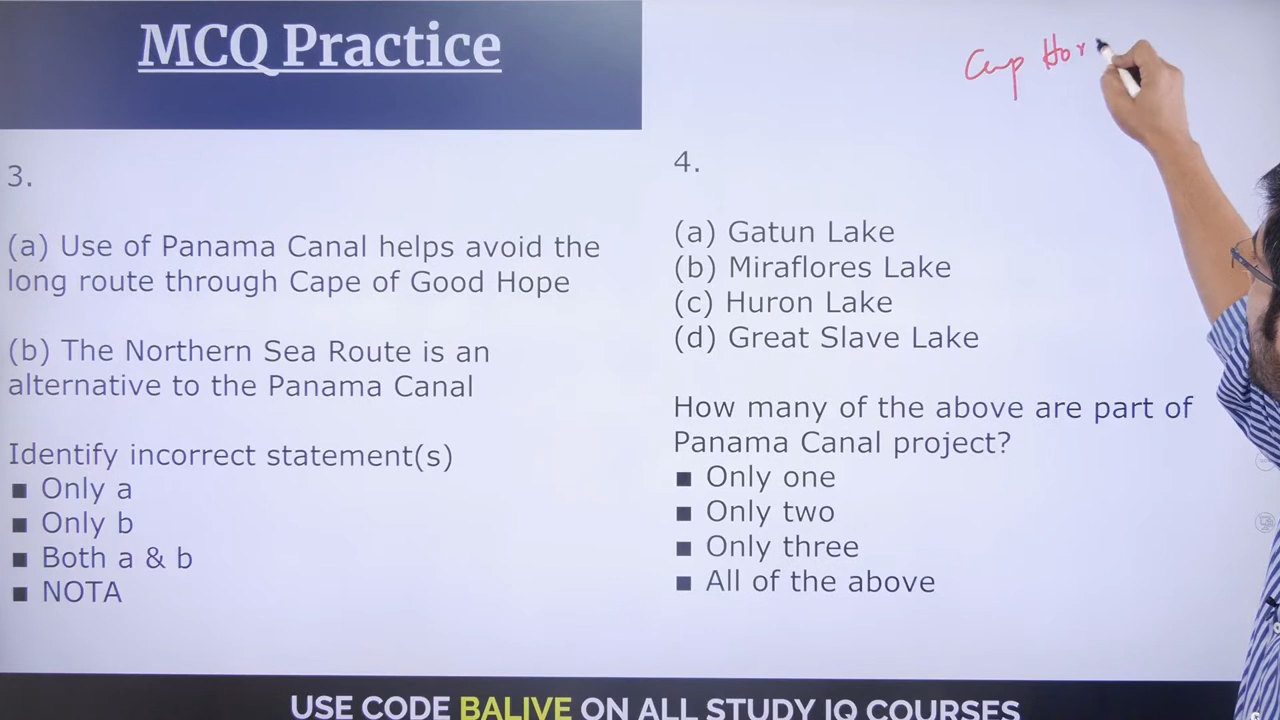 MCQ Practice
3.
(a) Use of Panama Canal helps avoid the
long route through Cape of Good Hope
(b) The Northern Sea Route is an
alternative to the Panama Canal
Identify incorrect statement(s)
■ Only a
■ Only b
■ Both a & b
■ NOTA
Cap Hor
4.
(a) Gatun Lake
(b) Miraflores Lake
(c) Huron Lake
(d) Great Slave Lake
How many of the above are part of
Panama Canal project?
■ Only one
■ Only two
■ Only three
■ All of the above
USE CODE BALIVE ON ALL STUDY IQ COURSES